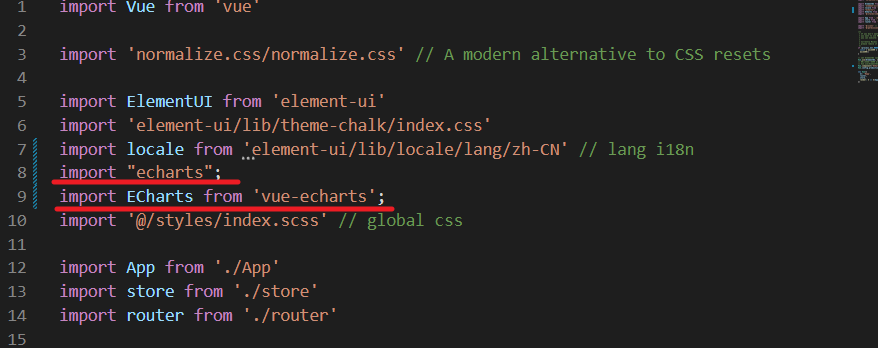 1 import Vue from 'vue'
2
3 import 'normalize.css/normalize.css' // A modern alternative to CSS resets
4
5 import ElementUI from 'element-ui'
6 import 'element-ui/lib/theme-chalk/index.css'
7 import locale from 'element-ui/lib/locale/lang/zh-CN' // lang i18n
8 import "echarts";
9 import ECharts from 'vue-echarts';
10 import '@/styles/index.scss' // global css
11
12 import App from './App'
13 import store from './store'
14 import router from './router'
15